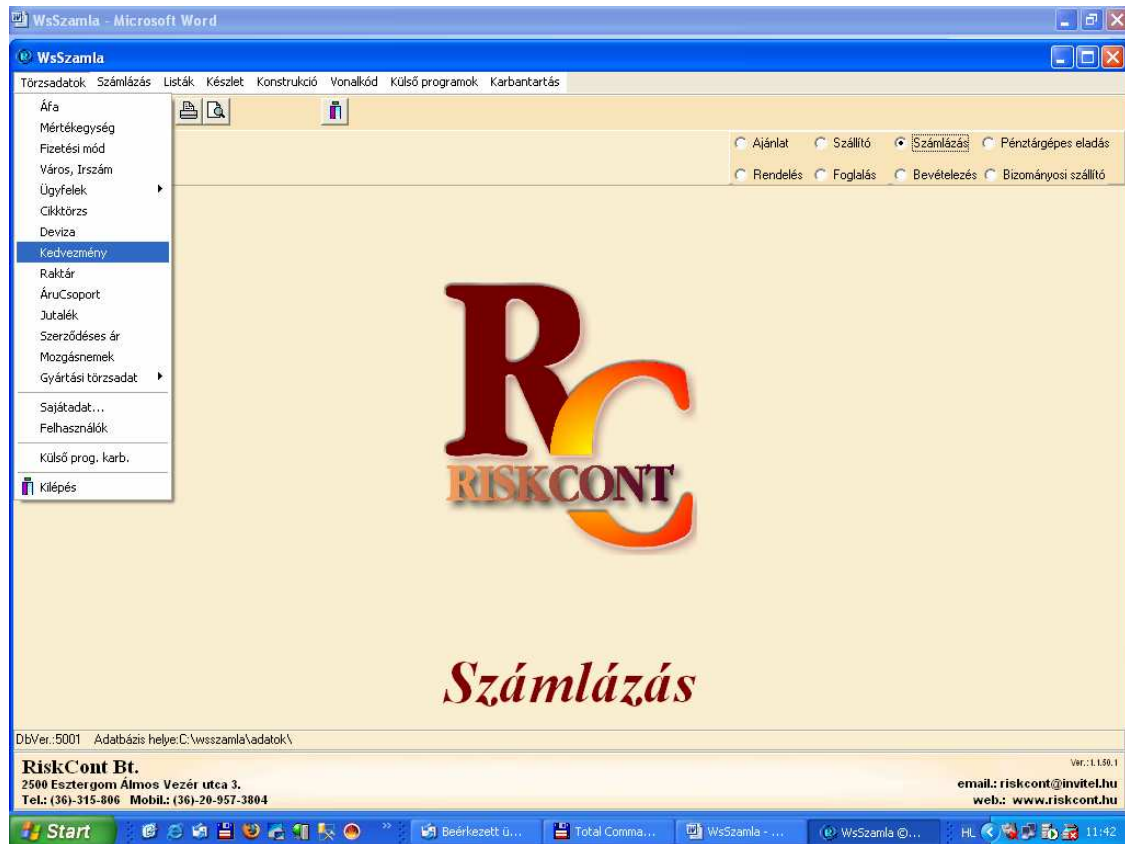 WsSzamla - Microsoft Word
WsSzamla
Törzsadatok Számlázás Listák Készlet Konstrukció Vonalkód Külső programok Karbantartás
Áfa
Mértékegység
Fizetési mód
Város, Irszám
Ügyfelek
Cikktörzs
Deviza
Kedvezmény
Raktár
ÁruCsoport
Jutalék
Szerződéses ár
Mozgásnemek
Gyártási törzsadat
Sajátadat...
Felhasználók
Külső prog. karb.
Kilépés
Ajánlat Szállító Számlázás Pénztárgépes eladás
Rendelés Foglalás Bevételezés Bizományosi szállító
RC
RISKCONT
Számlázás
DbVer.:5001 Adatbázis helye:C:\wsszamla\adatok\
RiskCont Bt.
2500 Esztergom Álmos Vezér utca 3.
Tel.: (36)-315-806 Mobil.: (36)-20-957-3804
Ver.: 1.1.50.1
email.: riskcont@invitel.hu
web.: www.riskcont.hu
Start Beérkezett ü... Total Comma... WsSzamla - ... WsSzamla ©... HL 11:42